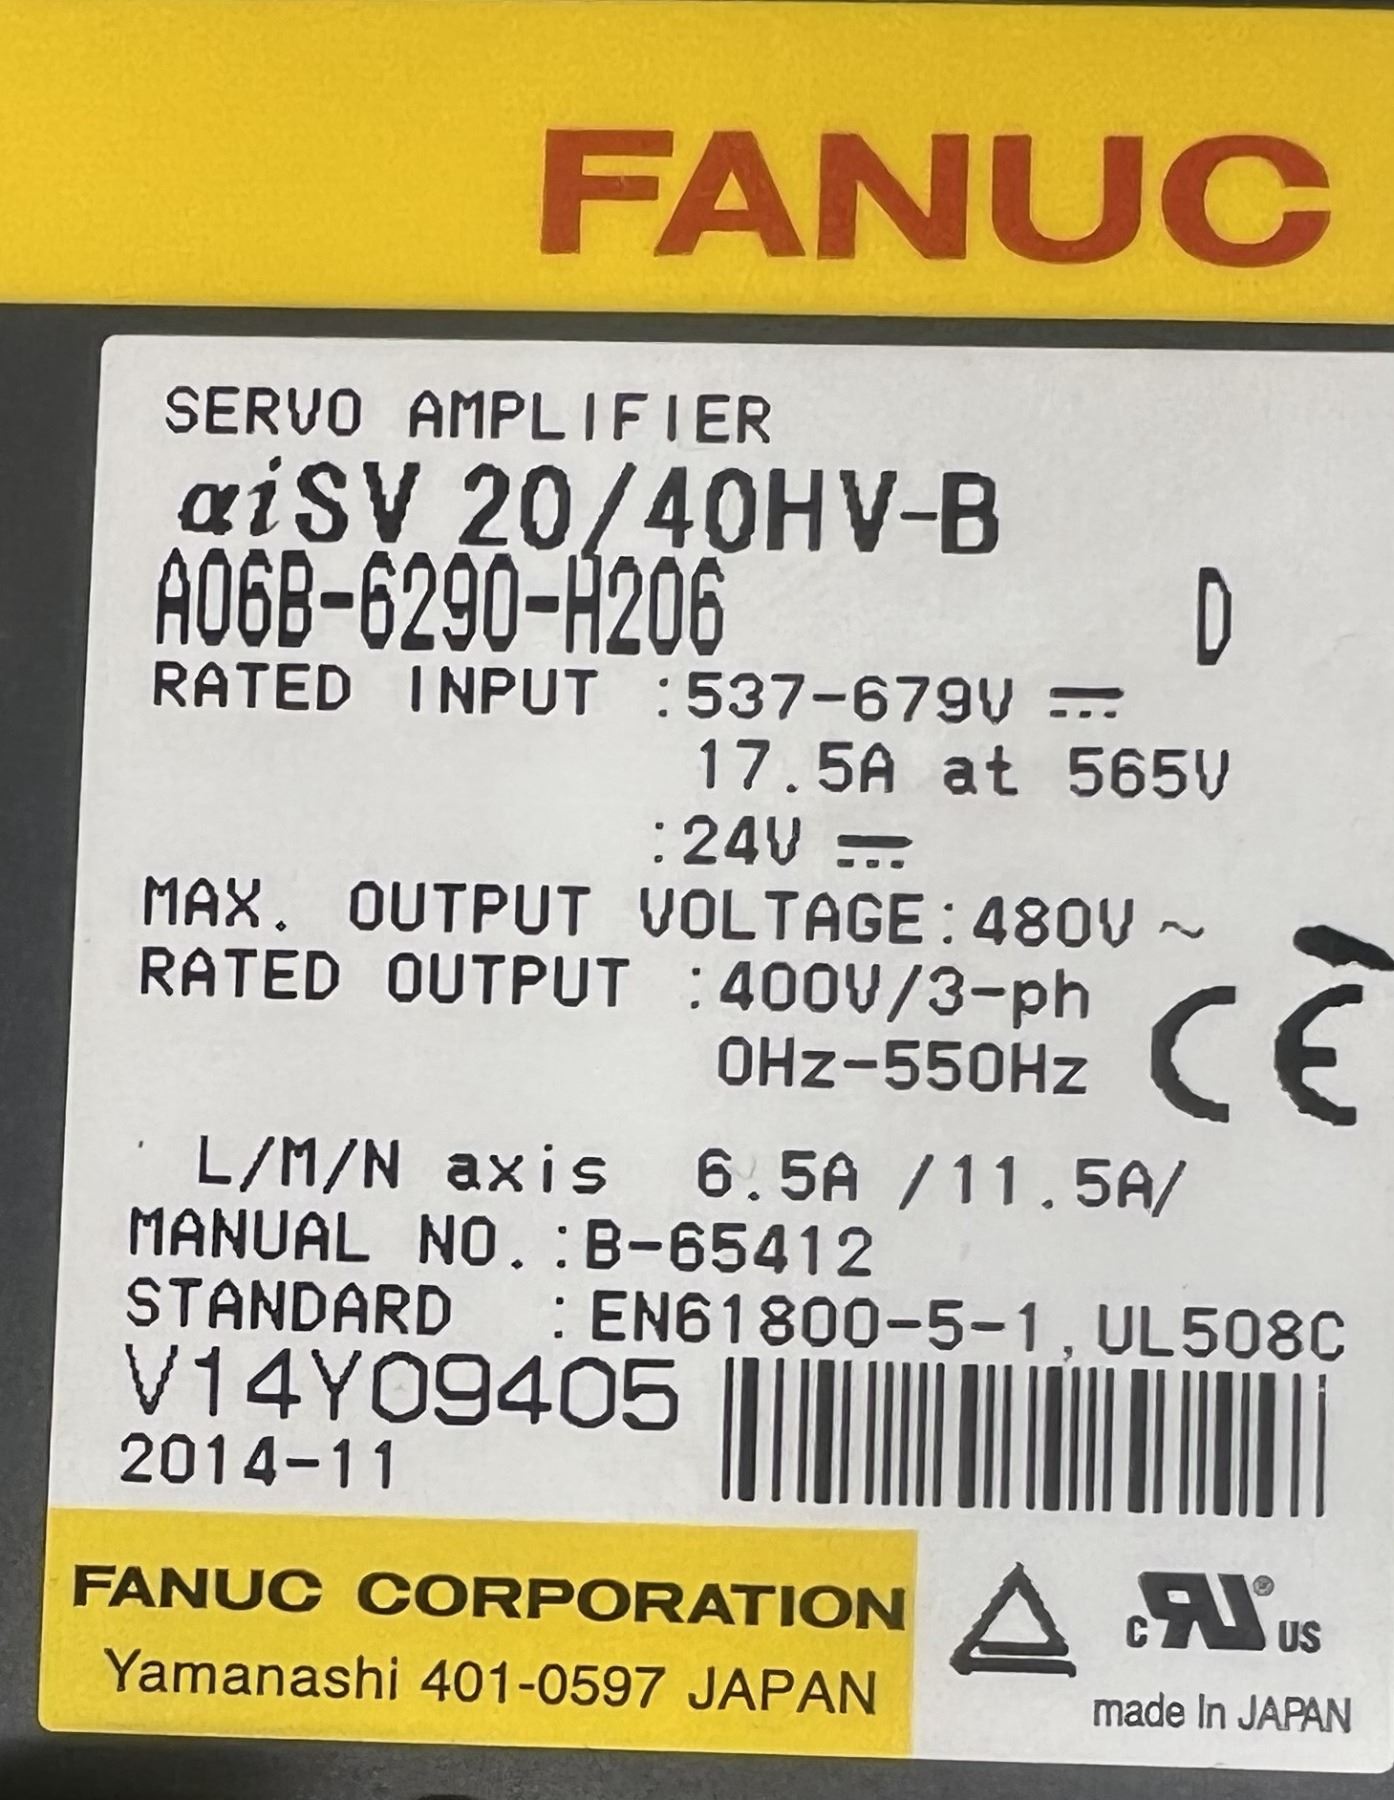 FANUC
SERVO AMPLIFIER
αiSV 20/40HV-B
A06B-6290-H206 D
RATED INPUT :537-679V ⎓
17.5A at 565V
:24V ⎓
MAX. OUTPUT VOLTAGE:480V ~
RATED OUTPUT :400V/3-ph
0Hz-550Hz
CE
L/M/N axis 6.5A /11.5A/
MANUAL NO.:B-65412
STANDARD :EN61800-5-1,UL508C
V14Y09405
2014-11
FANUC CORPORATION
Yamanashi 401-0597 JAPAN
c RU ® US
made In JAPAN